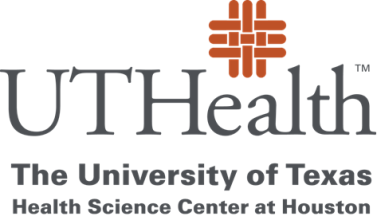 UTHealth™
The University of Texas
Health Science Center at Houston